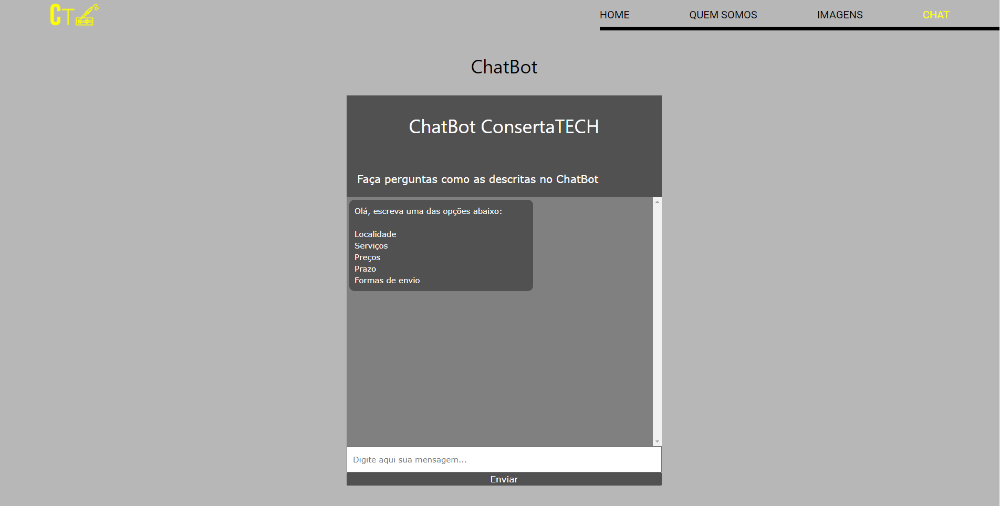 CT
HOME QUEM SOMOS IMAGENS CHAT
ChatBot
ChatBot ConsertaTECH
Faça perguntas como as descritas no ChatBot
Olá, escreva uma das opções abaixo:
Localidade
Serviços
Preços
Prazo
Formas de envio
Digite aqui sua mensagem...
Enviar